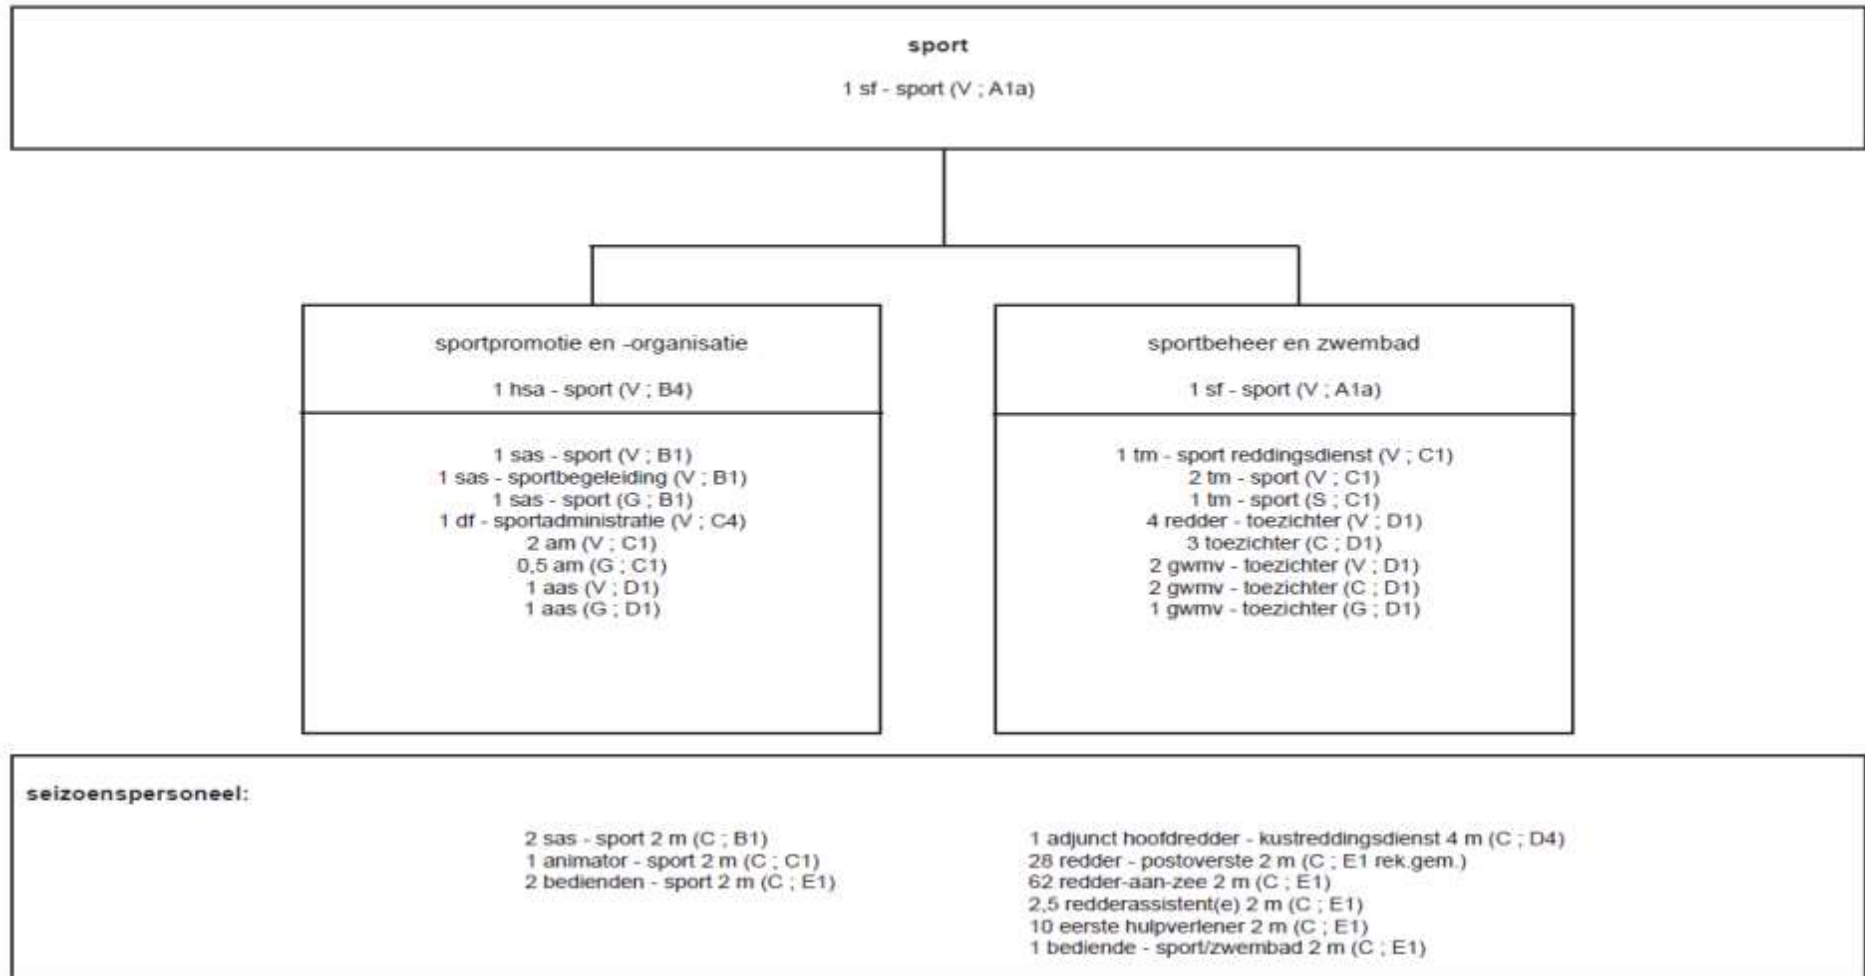 sport
1 sf - sport (V ; A1a)
sportpromotie en -organisatie
1 hsa - sport (V ; B4)
1 sas - sport (V ; B1)
1 sas - sportbegeleiding (V ; B1)
1 sas - sport (G ; B1)
1 df - sportadministratie (V ; C4)
2 am (V ; C1)
0,5 am (G ; C1)
1 aas (V ; D1)
1 aas (G ; D1)
sportbeheer en zwembad
1 sf - sport (V ; A1a)
1 tm - sport reddingsdienst (V ; C1)
2 tm - sport (V ; C1)
1 tm - sport (S ; C1)
4 redder - toezichter (V ; D1)
3 toezichter (C ; D1)
2 gwmv - toezichter (V ; D1)
2 gwmv - toezichter (C ; D1)
1 gwmv - toezichter (G ; D1)
seizoenspersoneel:
2 sas - sport 2 m (C ; B1)
1 animator - sport 2 m (C ; C1)
2 bedienden - sport 2 m (C ; E1)
1 adjunct hoofdredder - kustreddingsdienst 4 m (C ; D4)
28 redder - postoverste 2 m (C ; E1 rek.gem.)
62 redder-aan-zee 2 m (C ; E1)
2,5 redderassistent(e) 2 m (C ; E1)
10 eerste hulpverlener 2 m (C ; E1)
1 bediende - sport/zwembad 2 m (C ; E1)